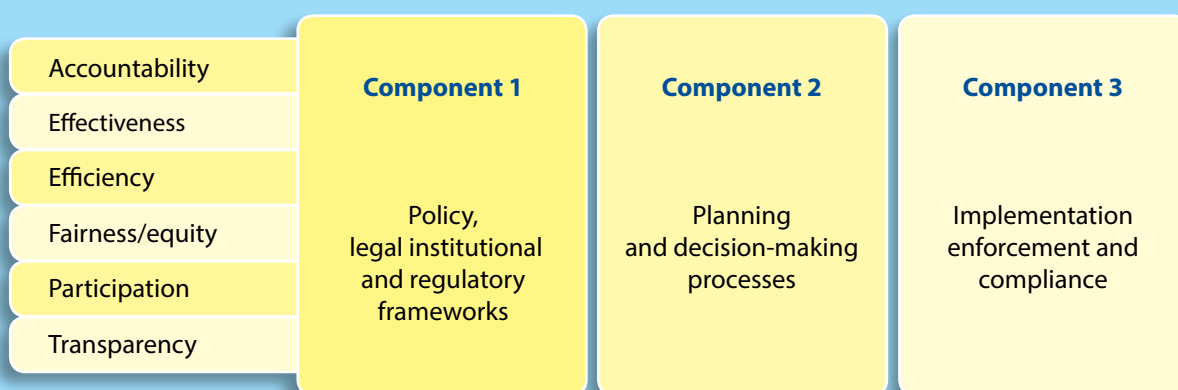 Accountability
Effectiveness
Efficiency
Fairness/equity
Participation
Transparency
Component 1
Policy,
legal institutional
and regulatory
frameworks
Component 2
Planning
and decision-making
processes
Component 3
Implementation
enforcement and
compliance